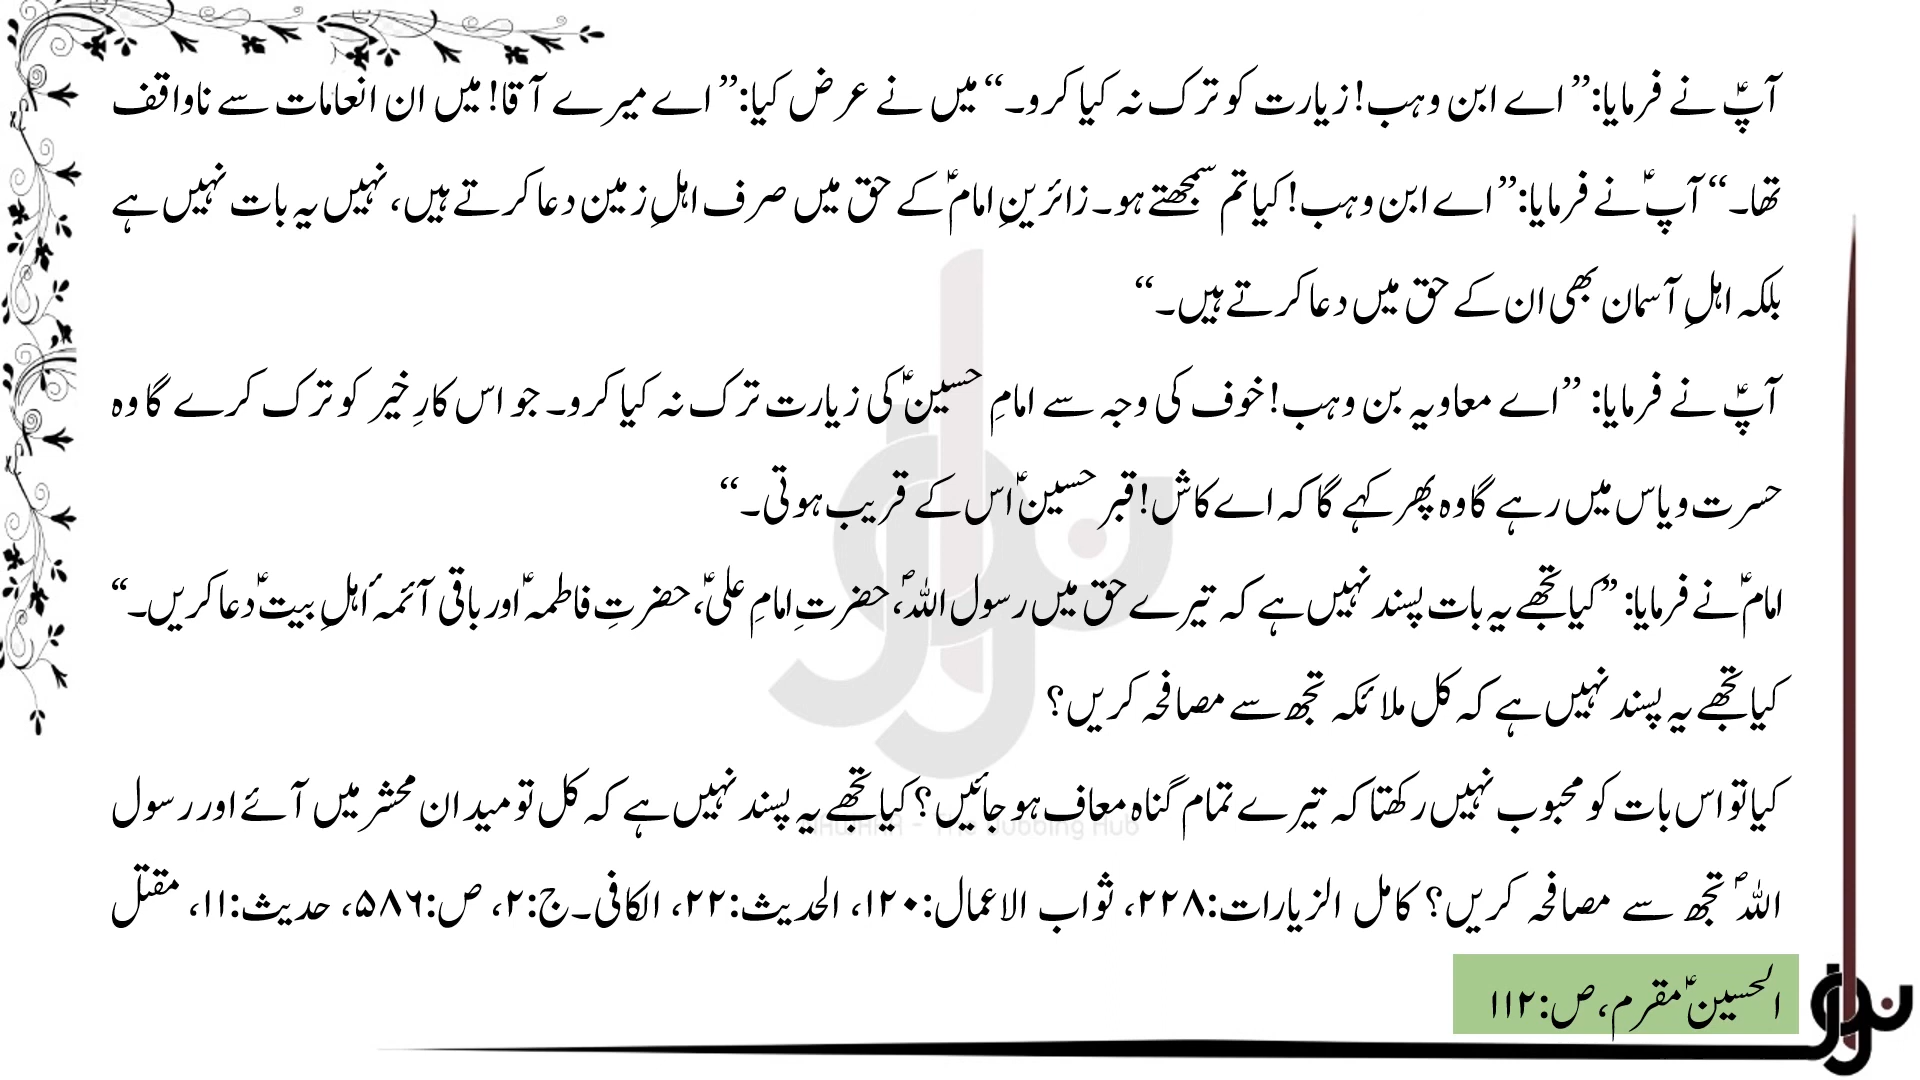 آپؑ نے فرمایا:”اے ابن وہب! زیارت کو ترک نہ کیا کرو۔“ میں نے عرض کیا:”اے میرے آقا! میں ان انعامات سے ناواقف
تھا۔“ آپؑ نے فرمایا:”اے ابن وہب! کیا تم سمجھتے ہو۔ زائرینِ امامؑ کے حق میں صرف اہلِ زمین دعا کرتے ہیں، نہیں یہ بات نہیں ہے
بلکہ اہلِ آسمان بھی ان کے حق میں دعا کرتے ہیں۔“
آپؑ نے فرمایا: ”اے معاویہ بن وہب! خوف کی وجہ سے امامِ حسینؑ کی زیارت ترک نہ کیا کرو۔ جو اس کارِ خیر کو ترک کرے گا وہ
حسرت و یاس میں رہے گا وہ پھر کہے گا کہ اے کاش! قبر حسینؑ اس کے قریب ہوتی۔“
امامؑ نے فرمایا: ”کیا تجھے یہ بات پسند نہیں ہے کہ تیرے حق میں رسول اللہؐ، حضرتِ امامِ علیؑ، حضرتِ فاطمہؑ اور باقی آئمہٴ اہلِ بیتؑ دعا کریں۔“
کیا تجھے یہ پسند نہیں ہے کہ کل ملائکہ تجھ سے مصافحہ کریں؟
کیا تو اس بات کو محبوب نہیں رکھتا کہ تیرے تمام گناہ معاف ہو جائیں؟ کیا تجھے یہ پسند نہیں ہے کہ کل تو میدان محشر میں آئے اور رسول
اللہؐ تجھ سے مصافحہ کریں؟ کامل الزیارات:۲۲۸، ثواب الاعمال:۱۲۰، الحدیث:۲۲، الکافی۔ج:۲، ص:۵۸۶، حدیث:۱۱، مقتل
الحسینؑ مقرم، ص:۱۱۲